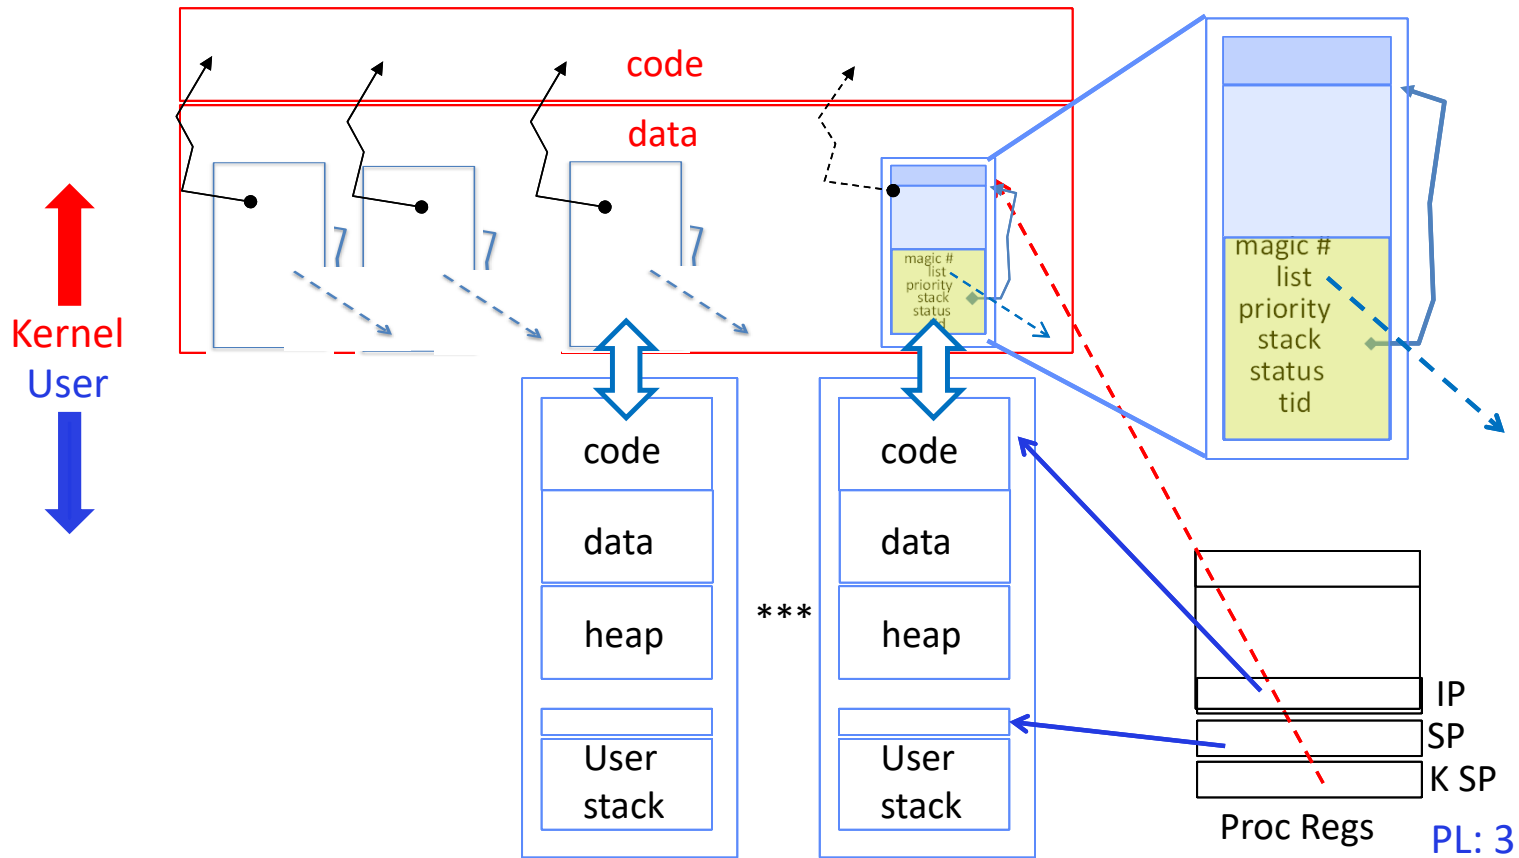 code
data
Kernel
User
magic #
list
priority
stack
status
magic #
list
priority
stack
status
tid
code
data
heap
User
stack
***
code
data
heap
User
stack
IP
SP
K SP
Proc Regs
PL: 3